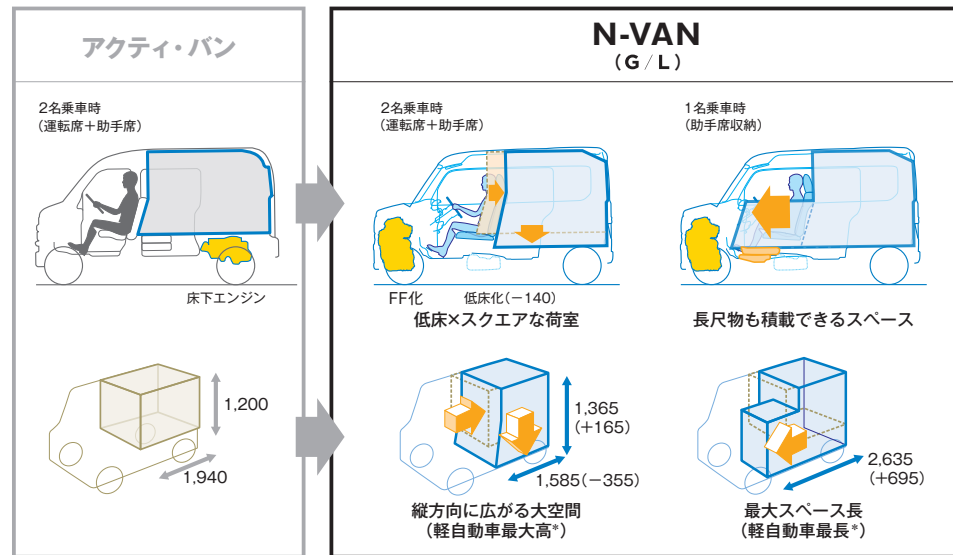 アクティ・バン
2名乗車時
(運転席＋助手席)
床下エンジン
1,200
1,940
N-VAN
(G/L)
2名乗車時
(運転席＋助手席)
FF化
低床化(−140)
低床×スクエアな荷室
1名乗車時
(助手席収納)
長尺物も積載できるスペース
1,365
(+165)
1,585(−355)
縦方向に広がる大空間
(軽自動車最大高*)
2,635
(+695)
最大スペース長
(軽自動車最長*)